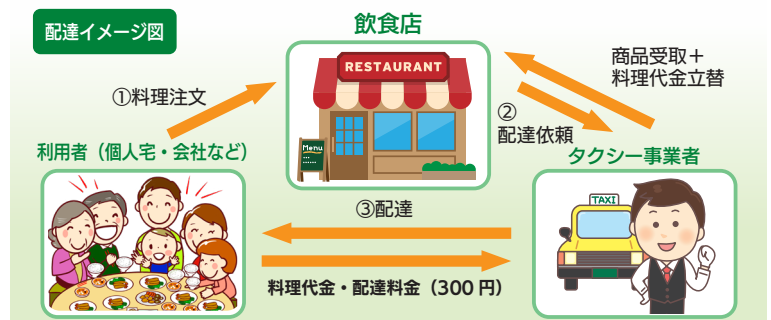 配達イメージ図
飲食店
RESTAURANT
Menu
商品受取＋
料理代金立替
①料理注文
②
配達依頼
利用者（個人宅・会社など）
タクシー事業者
TAXI
③配達
料理代金・配達料金（300 円）